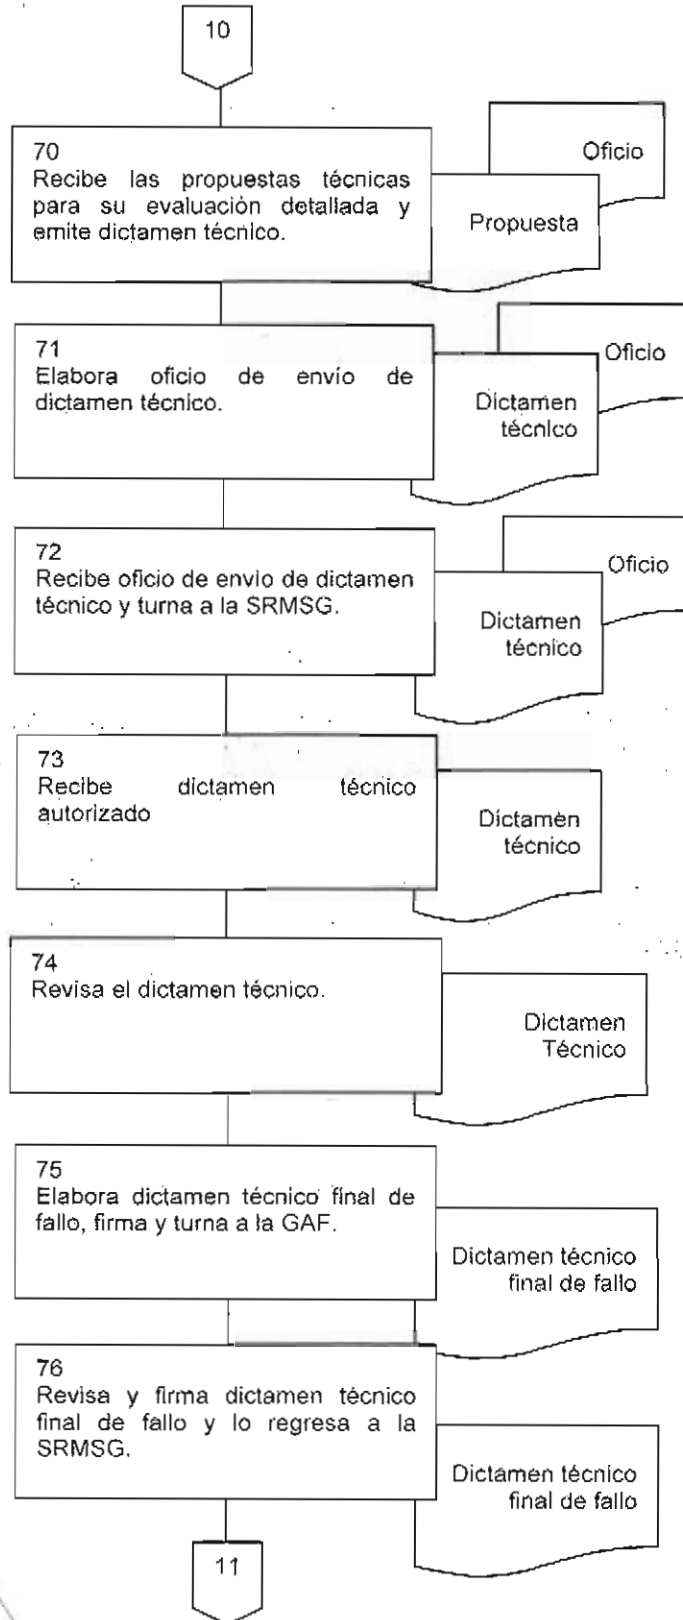 10
70
Recibe las propuestas técnicas
para su evaluación detallada y
emite dictamen técnico.
Oficio
Propuesta
71
Elabora oficio de envío de
dictamen técnico.
Oficio
Dictamen
técnico
72
Recibe oficio de envío de dictamen
técnico y turna a la SRMSG.
Oficio
Dictamen
técnico
73
Recibe dictamen técnico
autorizado
Dictamen
técnico
74
Revisa el dictamen técnico.
Dictamen
Técnico
75
Elabora dictamen técnico final de
fallo, firma y turna a la GAF.
Dictamen técnico
final de fallo
76
Revisa y firma dictamen técnico
final de fallo y lo regresa a la
SRMSG.
Dictamen técnico
final de fallo
11